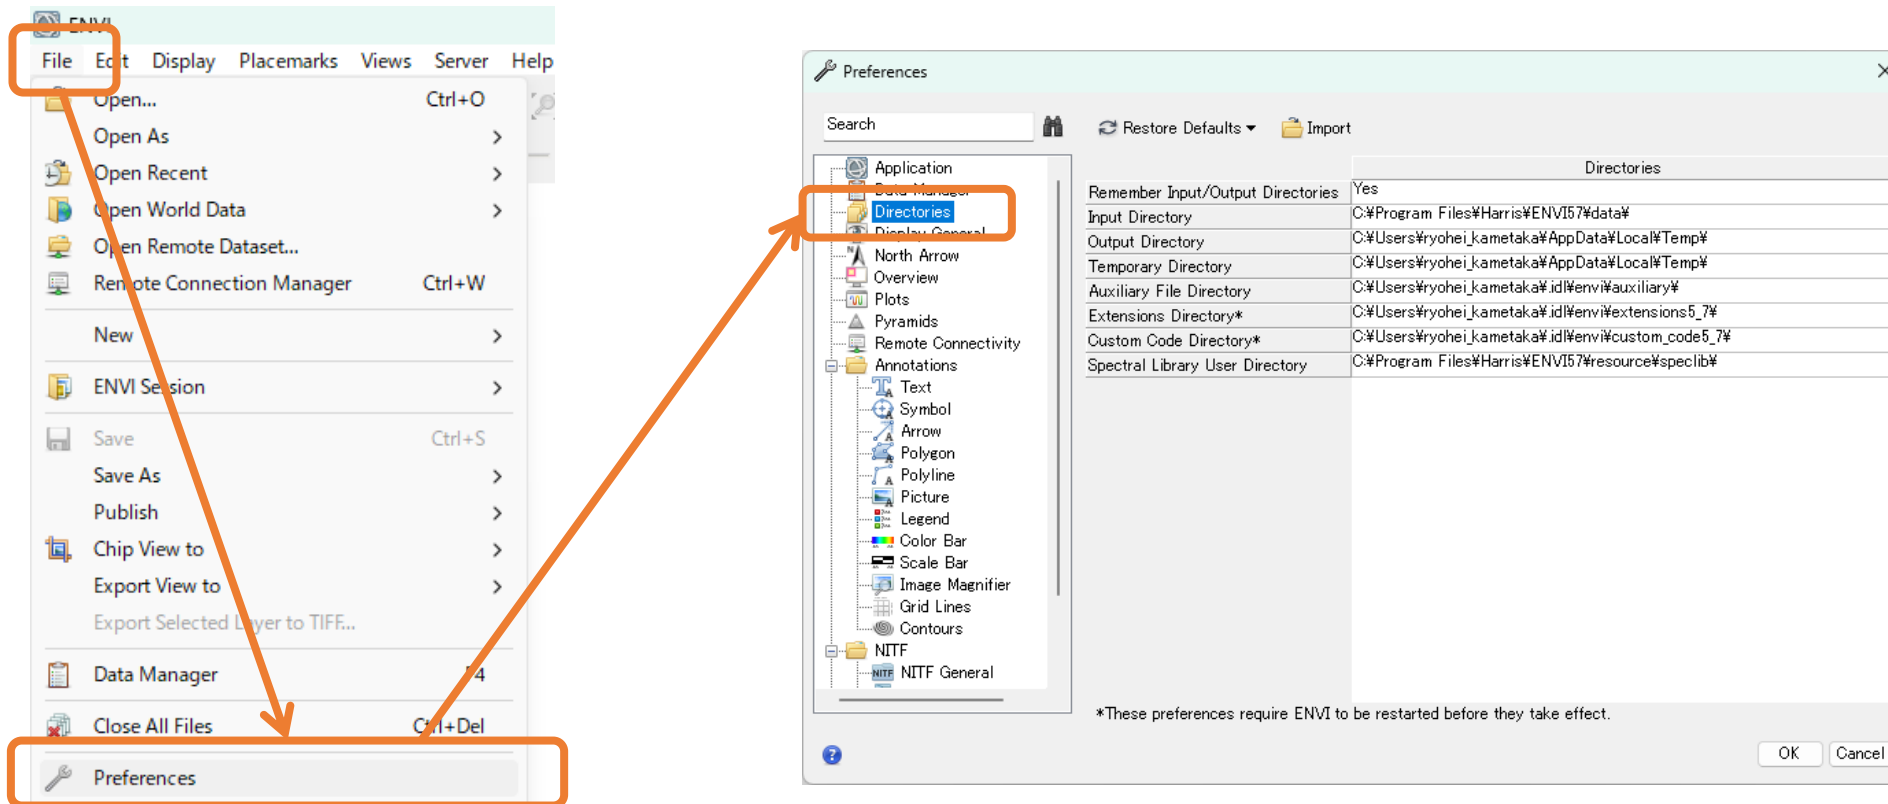 ENVI
File Edit Display Placemarks Views Server Help
Open... Ctrl+O
Open As
Open Recent
Open World Data
Open Remote Dataset...
Remote Connection Manager Ctrl+W
New
ENVI Session
Save Ctrl+S
Save As
Publish
Chip View to
Export View to
Export Selected Layer to TIFF...
Data Manager F4
Close All Files Ctrl+Del
Preferences
Preferences
Search
Restore Defaults
Import
Application
Data Manager
Directories
Display General
North Arrow
Overview
Plots
Pyramids
Remote Connectivity
Annotations
Text
Symbol
Arrow
Polygon
Polyline
Picture
Legend
Color Bar
Scale Bar
Image Magnifier
Grid Lines
Contours
NITF
NITF General
Directories
Remember Input/Output Directories Yes
Input Directory C:¥Program Files¥Harris¥ENVI57¥data¥
Output Directory C:¥Users¥ryohei_kametaka¥AppData¥Local¥Temp¥
Temporary Directory C:¥Users¥ryohei_kametaka¥AppData¥Local¥Temp¥
Auxiliary File Directory C:¥Users¥ryohei_kametaka¥.idl¥envi¥auxiliary¥
Extensions Directory* C:¥Users¥ryohei_kametaka¥.idl¥envi¥extensions5_7¥
Custom Code Directory* C:¥Users¥ryohei_kametaka¥.idl¥envi¥custom_code5_7¥
Spectral Library User Directory C:¥Program Files¥Harris¥ENVI57¥resource¥speclib¥
*These preferences require ENVI to be restarted before they take effect.
OK Cancel